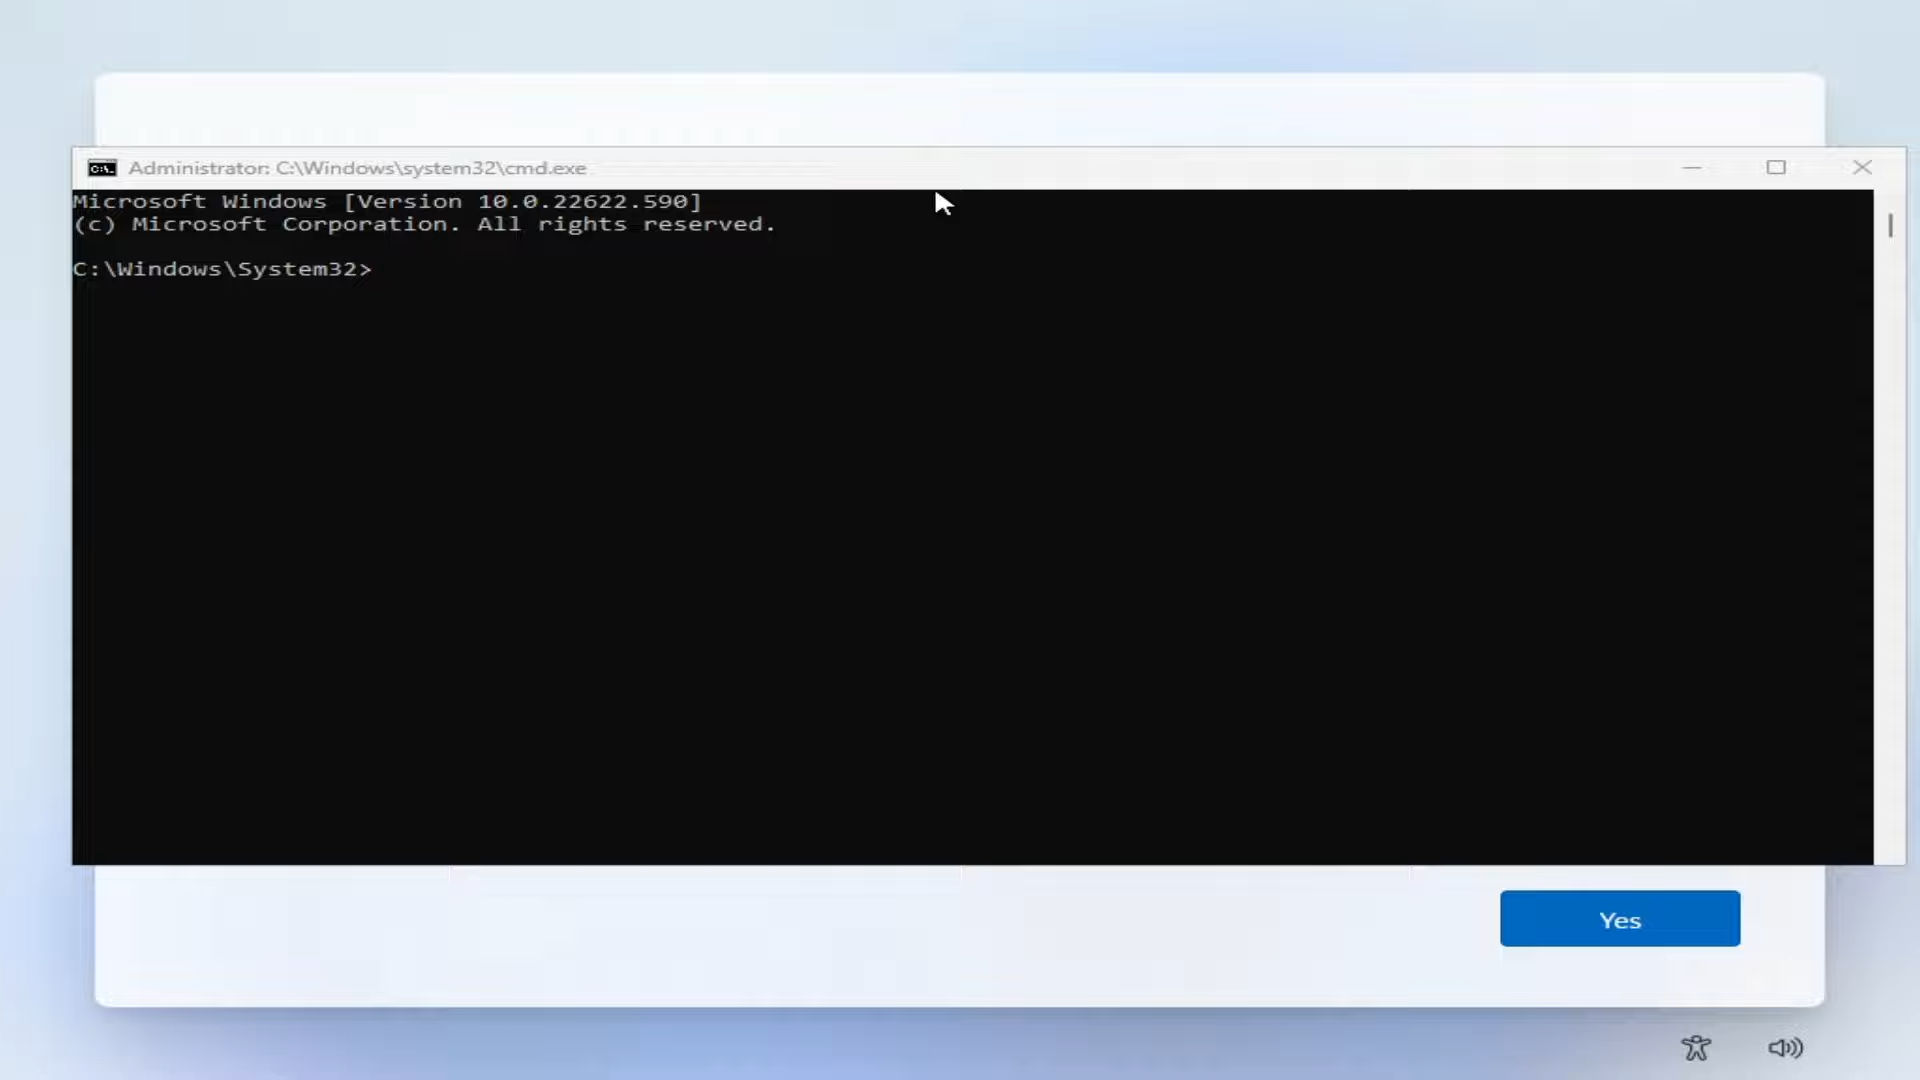 Administrator: C:\Windows\system32\cmd.exe
Microsoft Windows [Version 10.0.22622.590]
(c) Microsoft Corporation. All rights reserved.
C:\Windows\System32>
Yes